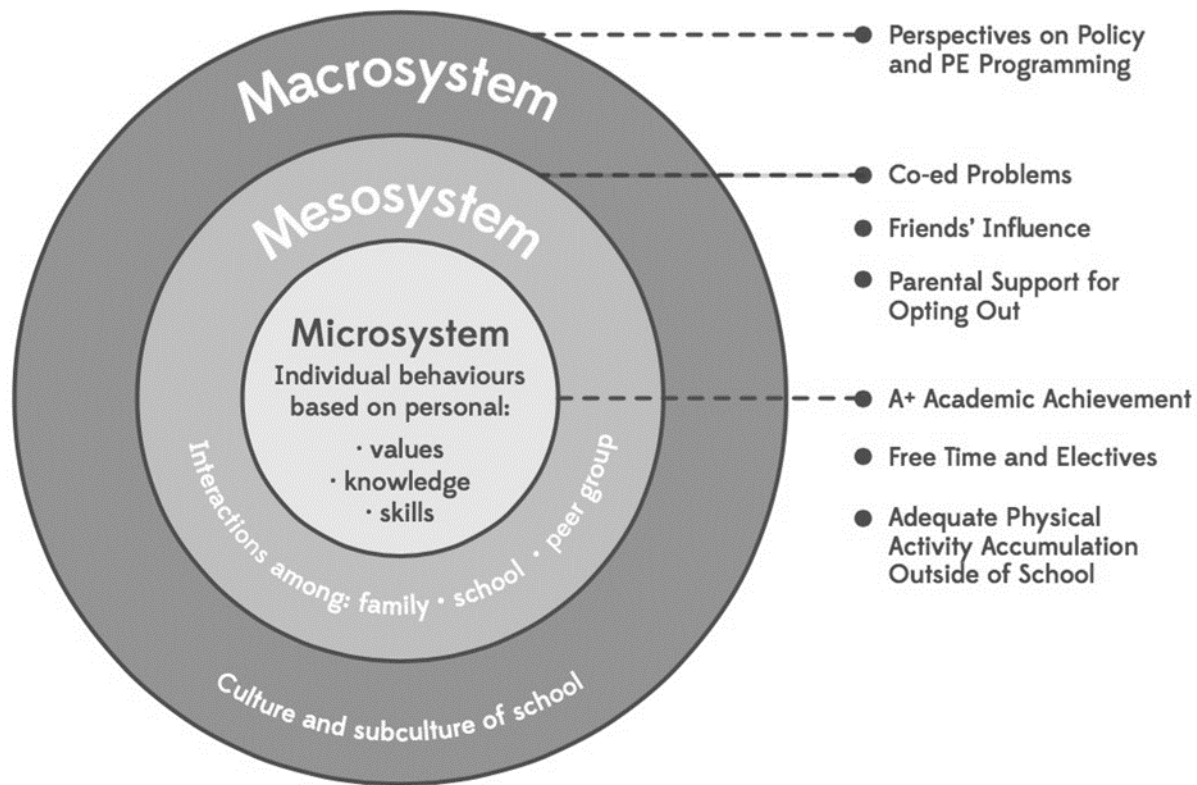 Macrosystem
Mesosystem
Microsystem
Individual behaviours
based on personal:
· values
· knowledge
· skills
Interactions among: family · school · peer group
Culture and subculture of school
Perspectives on Policy
and PE Programming
Co-ed Problems
Friends’ Influence
Parental Support for
Opting Out
A+ Academic Achievement
Free Time and Electives
Adequate Physical
Activity Accumulation
Outside of School